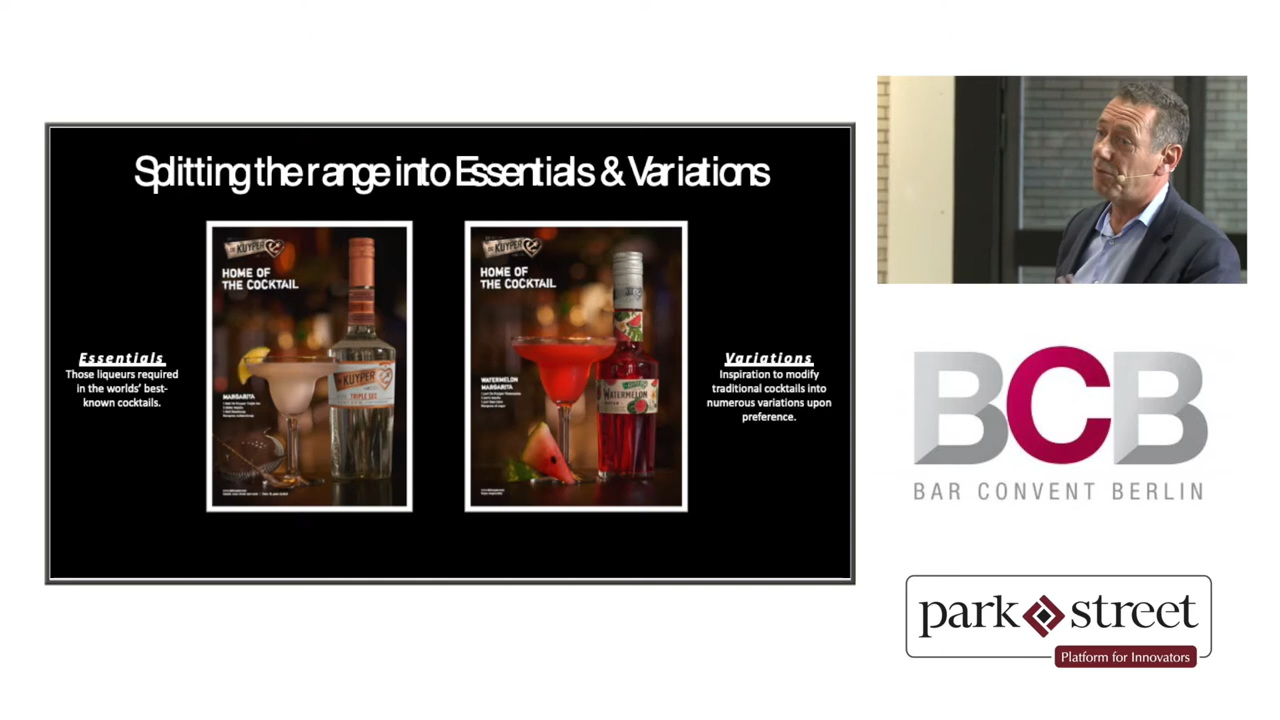 Splitting the range into Essentials & Variations
Essentials
Those liqueurs required
in the worlds' best-
known cocktails.
DE KUYPER
HOME OF
THE COCKTAIL
MARGARITA
KUYPER
TRIPLE SEC
DE KUYPER
HOME OF
THE COCKTAIL
WATERMELON
MARGARITA
WATERMELON
Variations
Inspiration to modify
traditional cocktails into
numerous variations upon
preference.
BCB
BAR CONVENT BERLIN
park street
Platform for Innovators